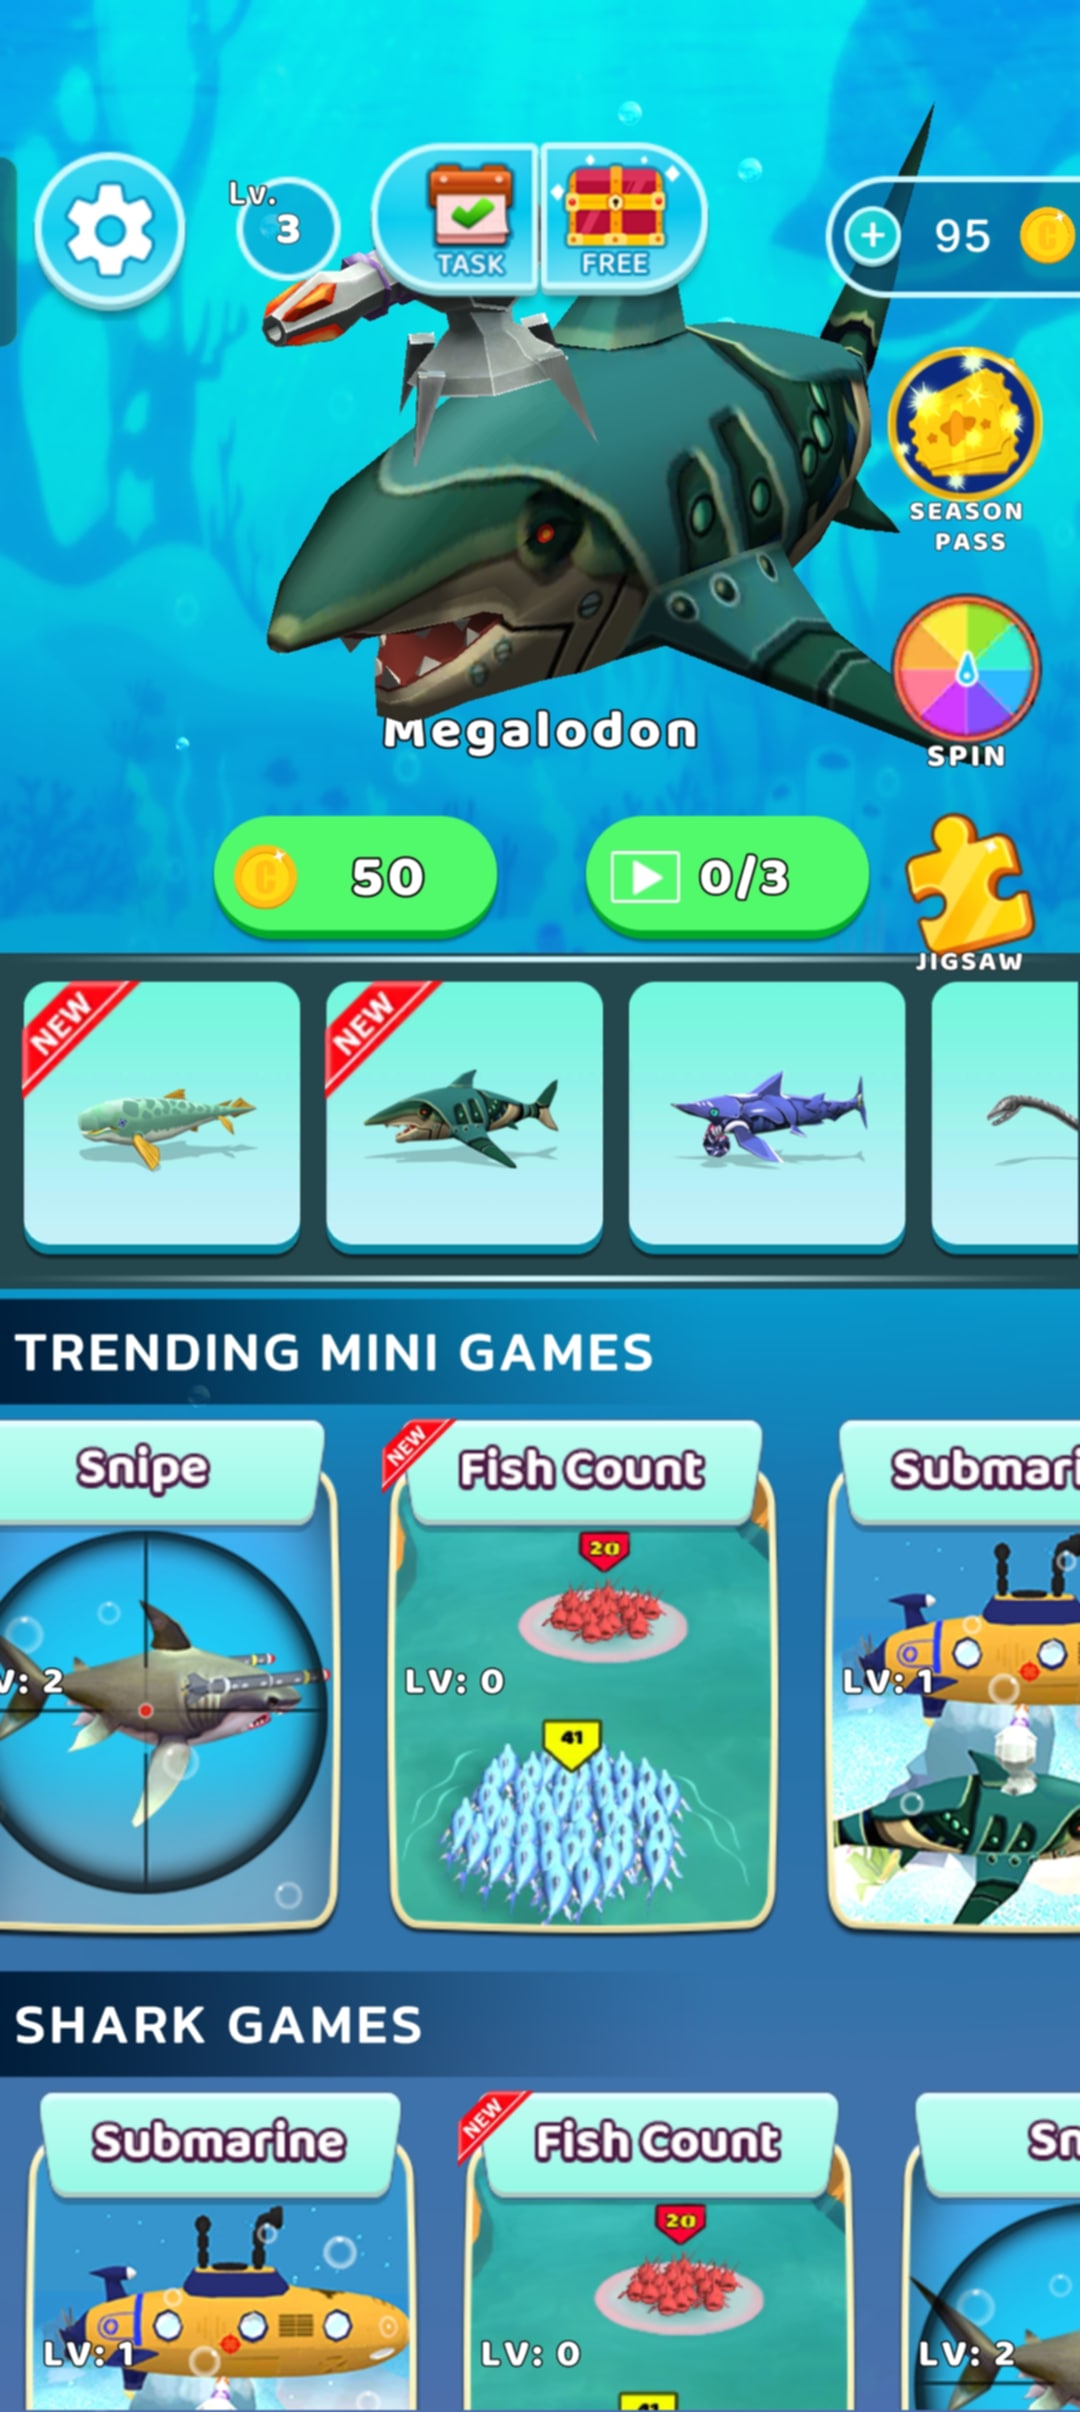 Lv.
3
TASK
FREE
95
SEASON
PASS
SPIN
Megalodon
50
0/3
JIGSAW
NEW
NEW
TRENDING MINI GAMES
Snipe
NEW
Fish Count
Submari
20
V: 2
LV: 0
LV: 1
41
SHARK GAMES
Submarine
NEW
Fish Count
Sn
20
LV: 1
LV: 0
LV: 2
41